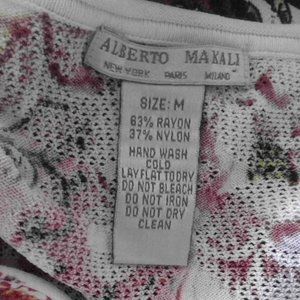 ALBERTO MAKALI
NEW YORK PARIS MILANO
SIZE: M
63% RAYON
37% NYLON
HAND WASH
COLD
LAY FLAT TO DRY
DO NOT BLEACH
DO NOT IRON
DO NOT DRY
CLEAN